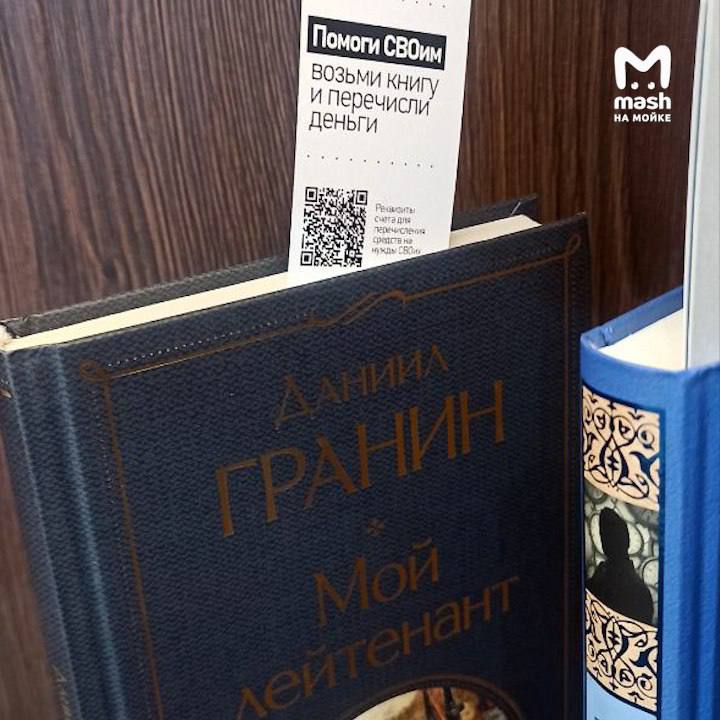 Помоги СВОим
возьми книгу
и перечисли
деньги
Реквизиты
счета для
перечисления
средств на
нужды СВОих
mash
НА МОЙКЕ
ДАНИИЛ
ГРАНИН
МОЙ
ЛЕЙТЕНАНТ